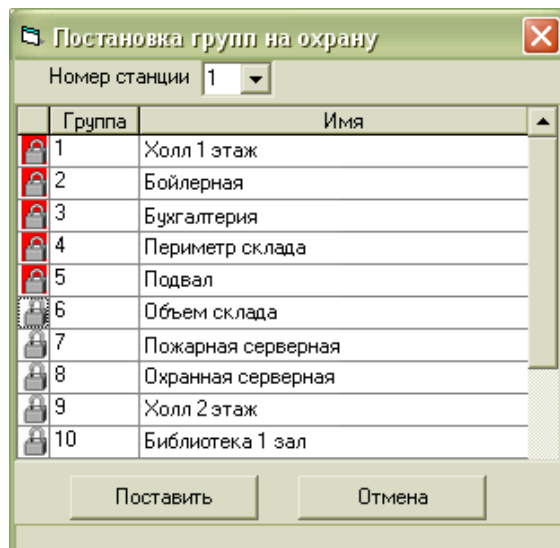 Постановка групп на охрану
Номер станции 1
Группа Имя
1 Холл 1 этаж
2 Бойлерная
3 Бухгалтерия
4 Периметр склада
5 Подвал
6 Объем склада
7 Пожарная серверная
8 Охранная серверная
9 Холл 2 этаж
10 Библиотека 1 зал
Поставить Отмена